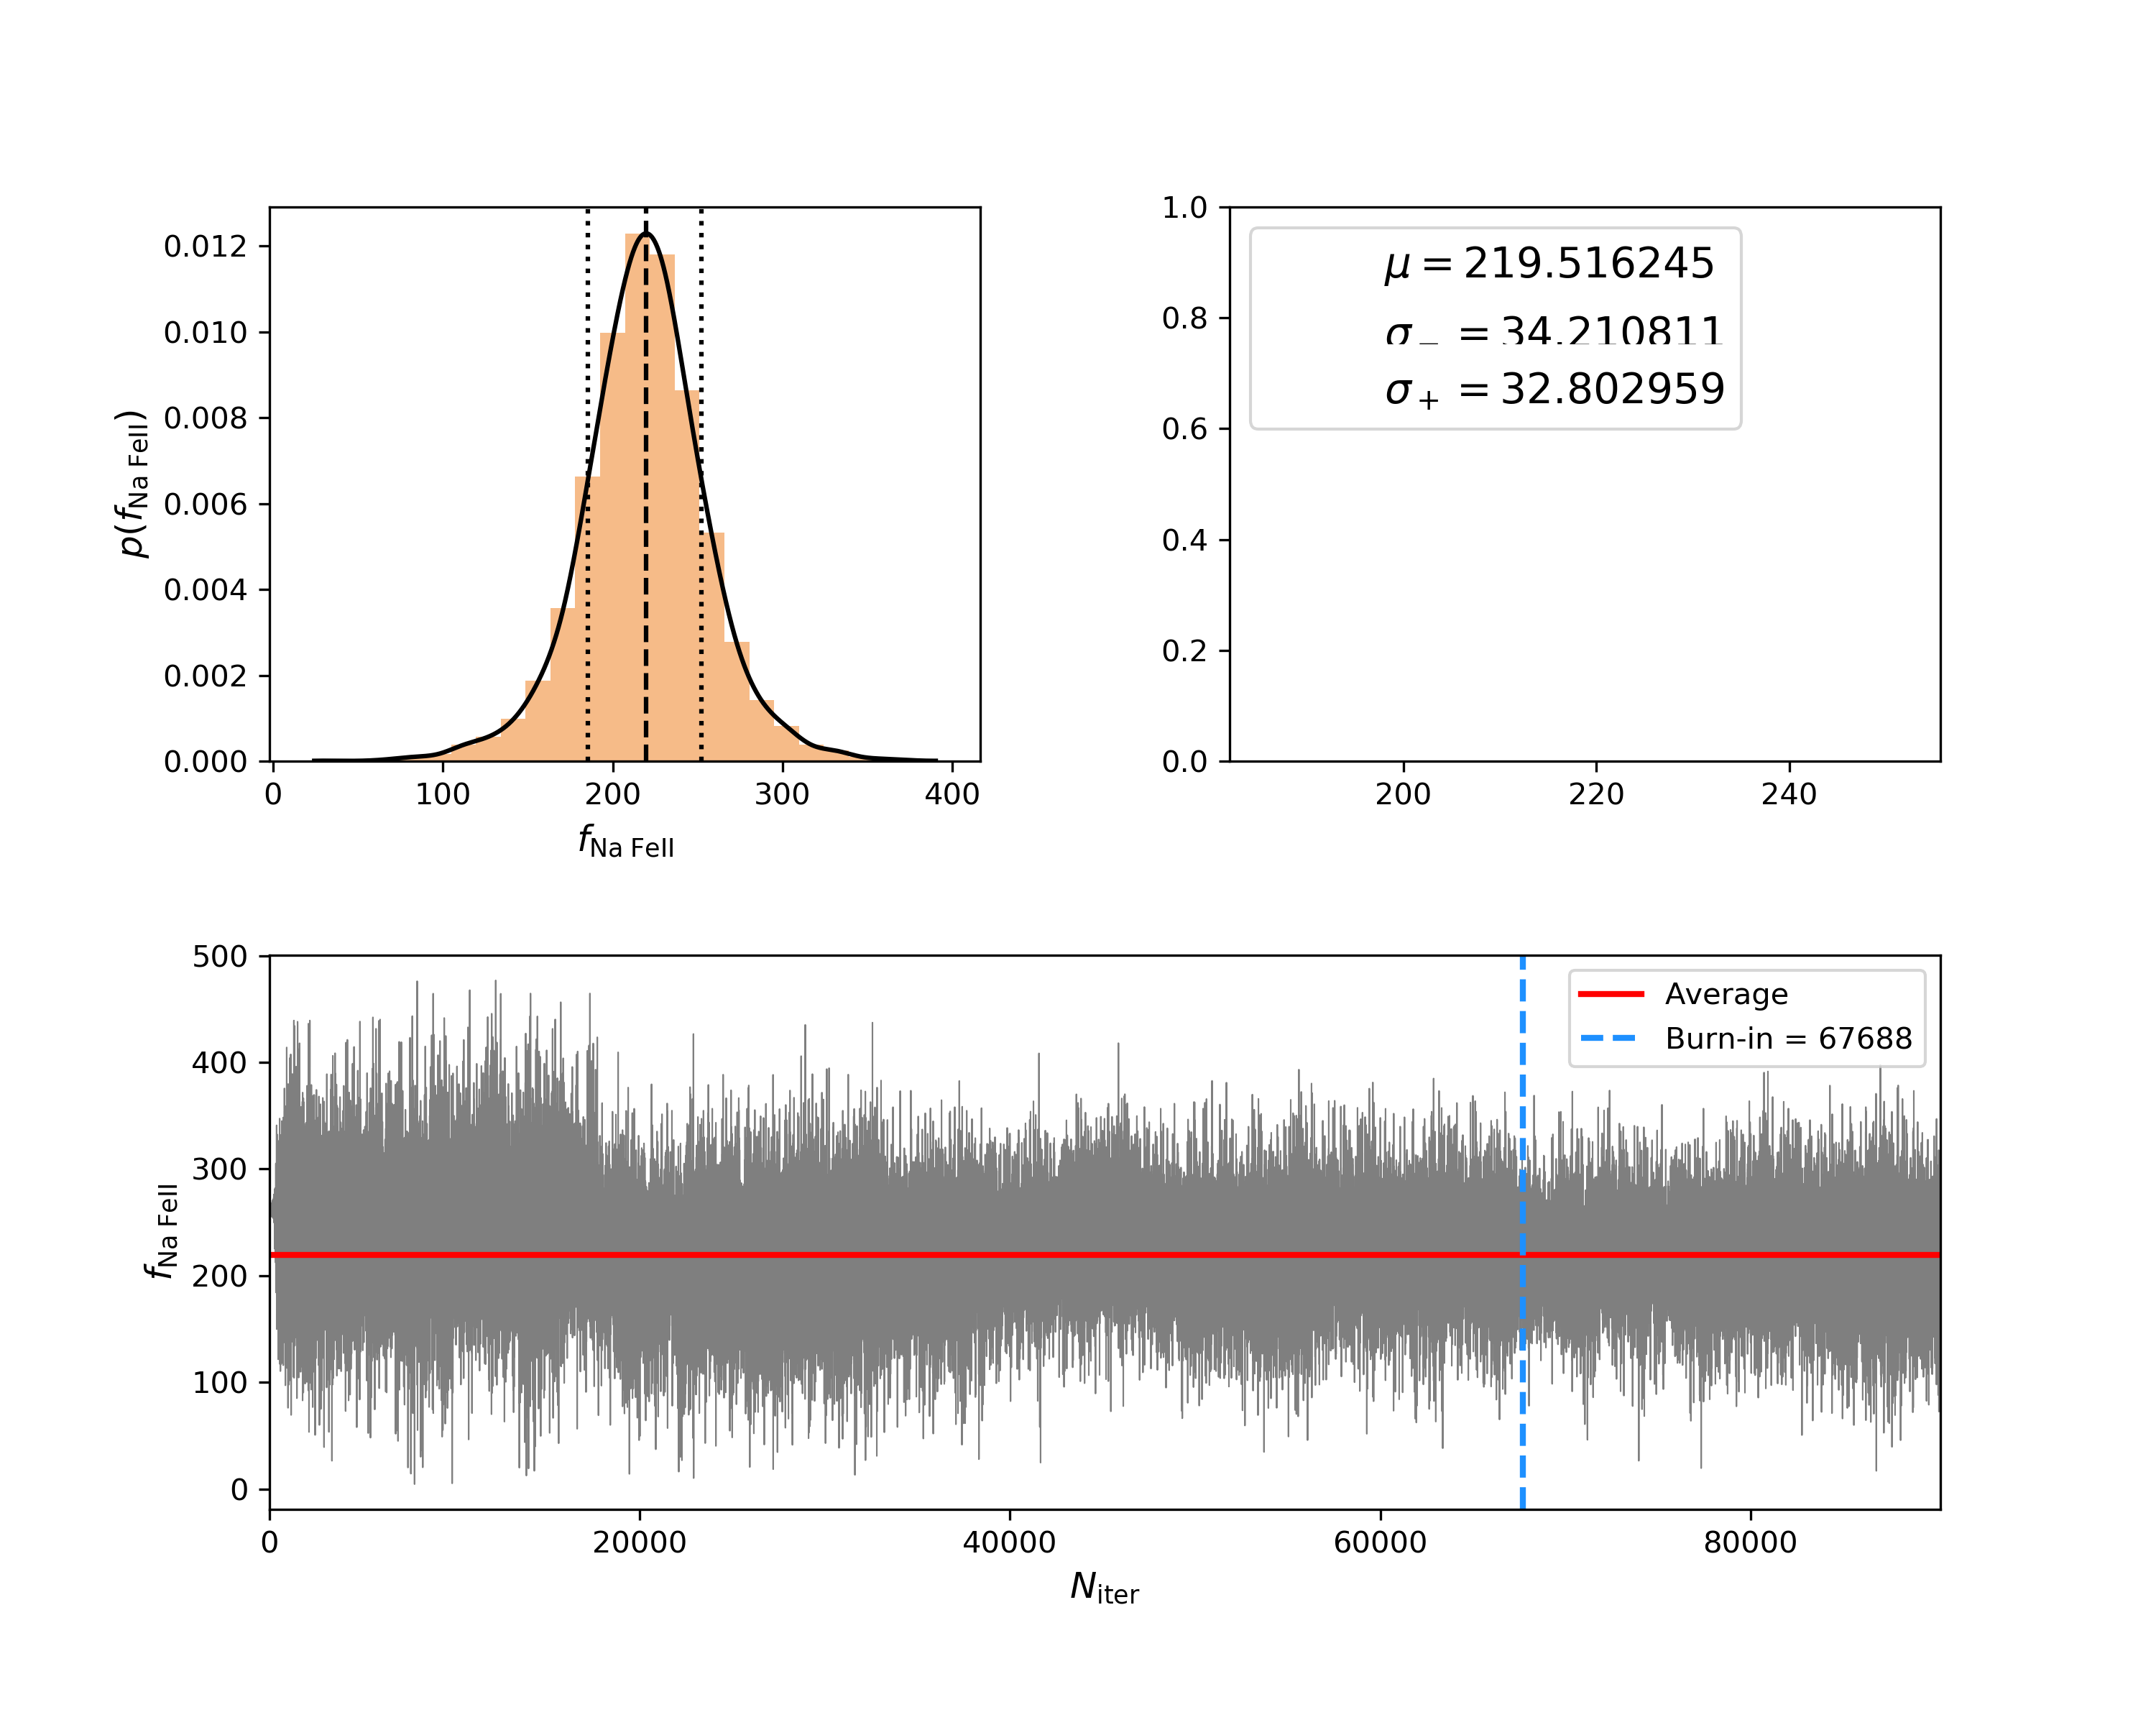 0.012
0.010
0.008
0.006
0.004
0.002
0.000
p(f_Na FeII)
0 100 200 300 400
f_Na FeII
1.0
0.8
0.6
0.4
0.2
0.0
μ = 219.516245
σ_− = 34.210811
σ_+ = 32.802959
200 220 240
500
400
300
200
100
0
f_Na FeII
Average
Burn-in = 67688
0 20000 40000 60000 80000
N_iter